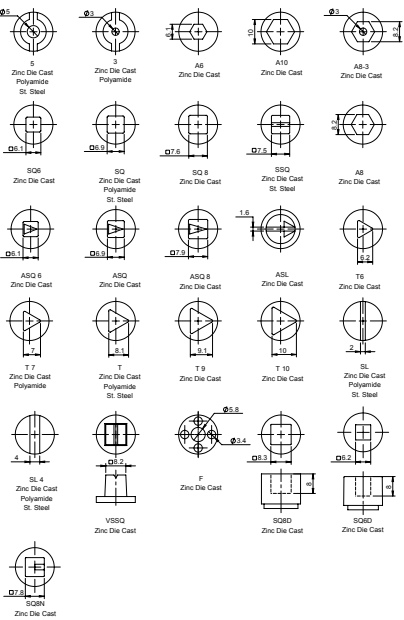 Ø5
Ø3
6.1
10
Ø3
8.2
5
Zinc Die Cast
Polyamide
St. Steel
3
Zinc Die Cast
Polyamide
A6
Zinc Die Cast
A10
Zinc Die Cast
A8-3
Zinc Die Cast
□6.1
□6.9
□7.6
□7.5
8.2
SQ6
Zinc Die Cast
SQ
Zinc Die Cast
Polyamide
St. Steel
SQ 8
Zinc Die Cast
SSQ
Zinc Die Cast
St. Steel
A8
Zinc Die Cast
□6.1
□6.9
□7.9
1.6
6.2
ASQ 6
Zinc Die Cast
ASQ
Zinc Die Cast
ASQ 8
Zinc Die Cast
ASL
Zinc Die Cast
T6
Zinc Die Cast
7
8.1
9.1
10
2
T 7
Zinc Die Cast
Polyamide
T
Zinc Die Cast
Polyamide
St. Steel
T 9
Zinc Die Cast
T 10
Zinc Die Cast
SL
Zinc Die Cast
Polyamide
St. Steel
4
□8.2
Ø5.8
Ø3.4
□8.3
8
□6.2
8
SL 4
Zinc Die Cast
Polyamide
St. Steel
VSSQ
Zinc Die Cast
F
Zinc Die Cast
SQ8D
Zinc Die Cast
SQ6D
Zinc Die Cast
□7.8
SQ8N
Zinc Die Cast